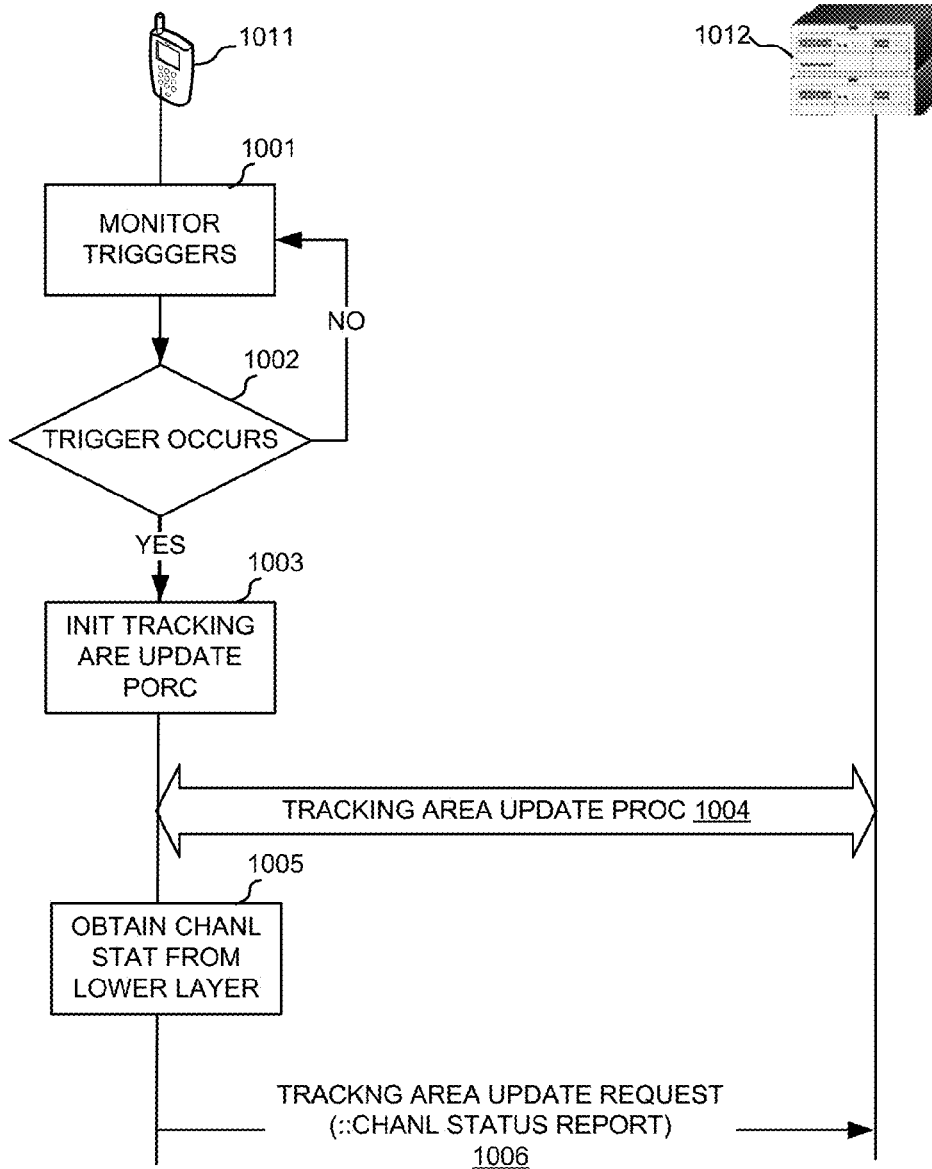 1011
1012
1001
MONITOR
TRIGGGERS
NO
1002
TRIGGER OCCURS
YES
1003
INIT TRACKING
ARE UPDATE
PORC
TRACKING AREA UPDATE PROC 1004
1005
OBTAIN CHANL
STAT FROM
LOWER LAYER
TRACKNG AREA UPDATE REQUEST
(::CHANL STATUS REPORT)
1006